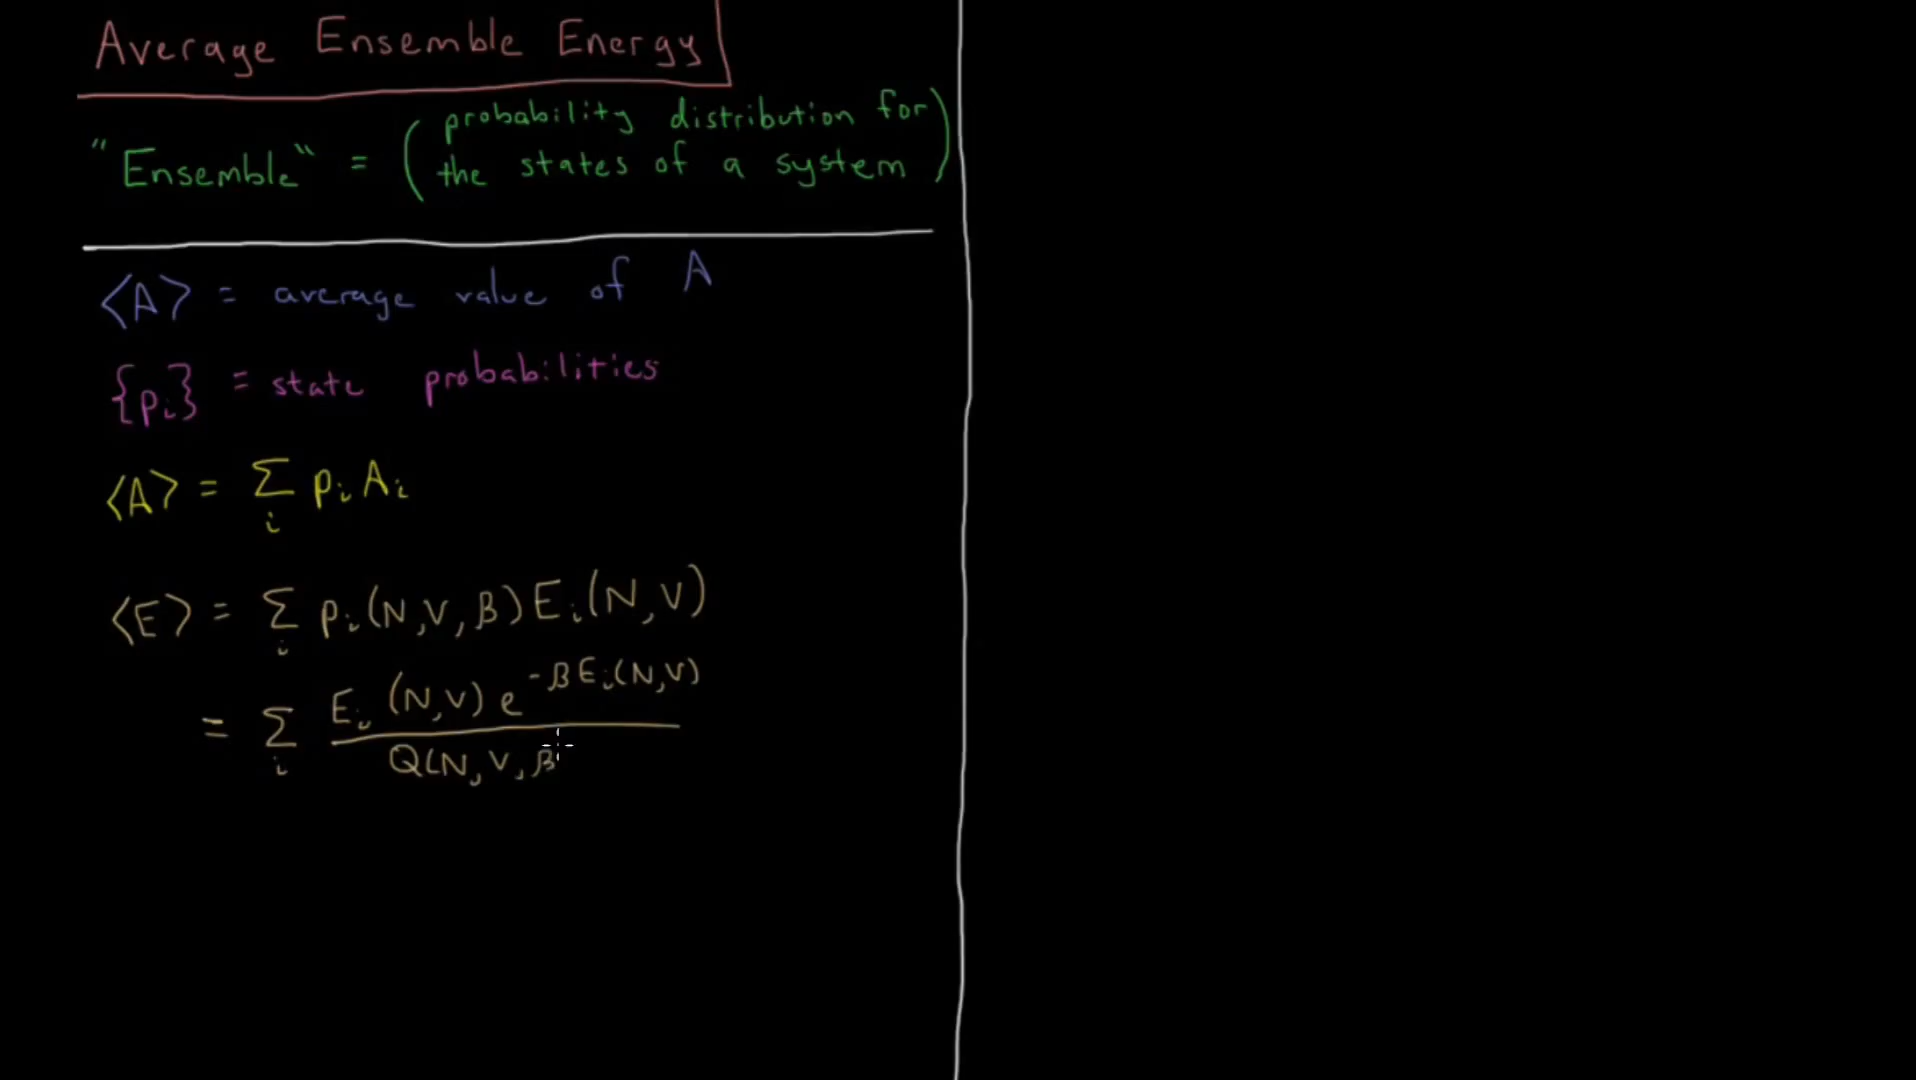 Average Ensemble Energy
"Ensemble" = (probability distribution for
the states of a system)
⟨A⟩ = average value of A
{pᵢ} = state probabilities
⟨A⟩ = Σᵢ pᵢ Aᵢ
⟨E⟩ = Σᵢ pᵢ(N,V,β) Eᵢ(N,V)
= Σᵢ Eᵢ(N,V) e^(-βEᵢ(N,V)) / Q(N,V,β